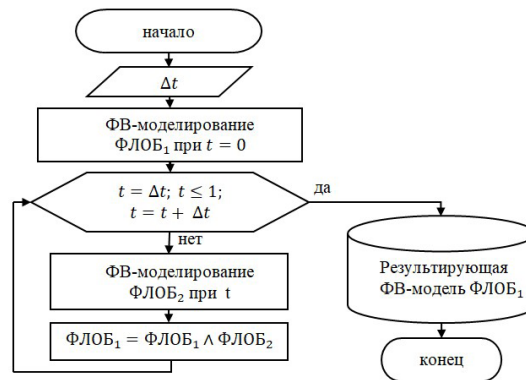 начало
Δt
ФВ-моделирование
ФЛОБ₁ при t = 0
t = Δt; t ≤ 1;
t = t + Δt
да
нет
ФВ-моделирование
ФЛОБ₂ при t
ФЛОБ₁ = ФЛОБ₁ ∧ ФЛОБ₂
Результирующая
ФВ-модель ФЛОБ₁
конец